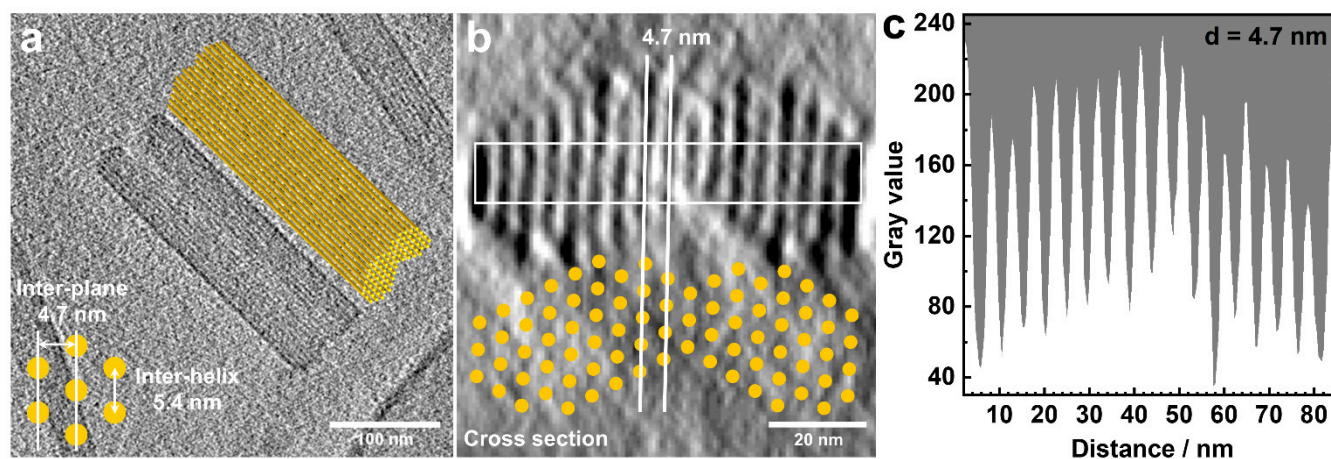 a
Inter-plane
4.7 nm
Inter-helix
5.4 nm
100 nm
b
4.7 nm
Cross section
20 nm
c
d = 4.7 nm
Gray value
240
200
160
120
80
40
10 20 30 40 50 60 70 80
Distance / nm